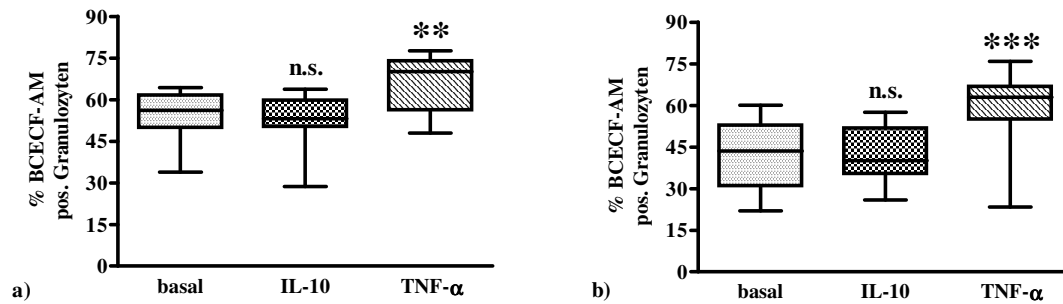 % BCECF-AM
pos. Granulozyten
90
75
60
45
30
15
0
n.s.
**
basal
IL-10
TNF-α
a)
% BCECF-AM
pos. Granulozyten
90
75
60
45
30
15
0
n.s.
***
basal
IL-10
TNF-α
b)